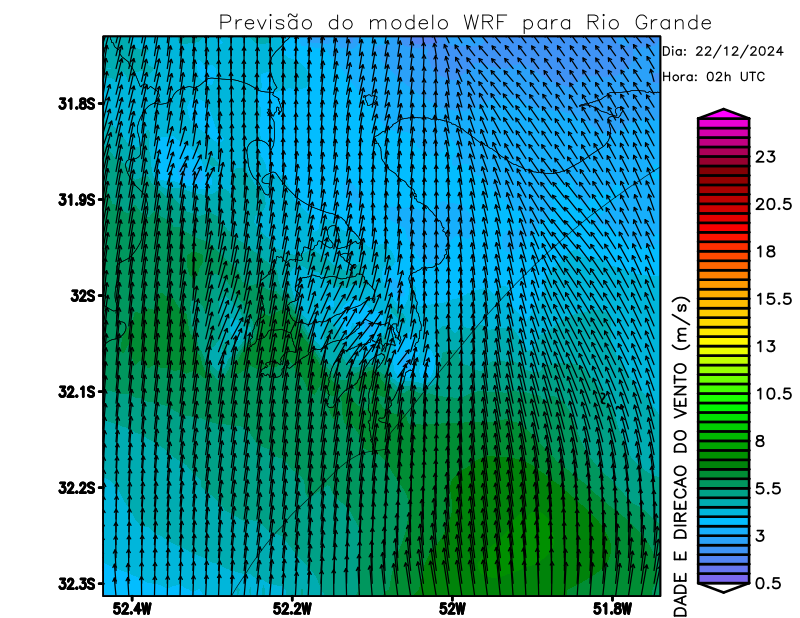 Previsão do modelo WRF para Rio Grande
Dia: 22/12/2024
Hora: 02h UTC
31.8S
31.9S
32S
32.1S
32.2S
32.3S
52.4W
52.2W
52W
51.8W
DADE E DIRECAO DO VENTO (m/s)
23
20.5
18
15.5
13
10.5
8
5.5
3
0.5